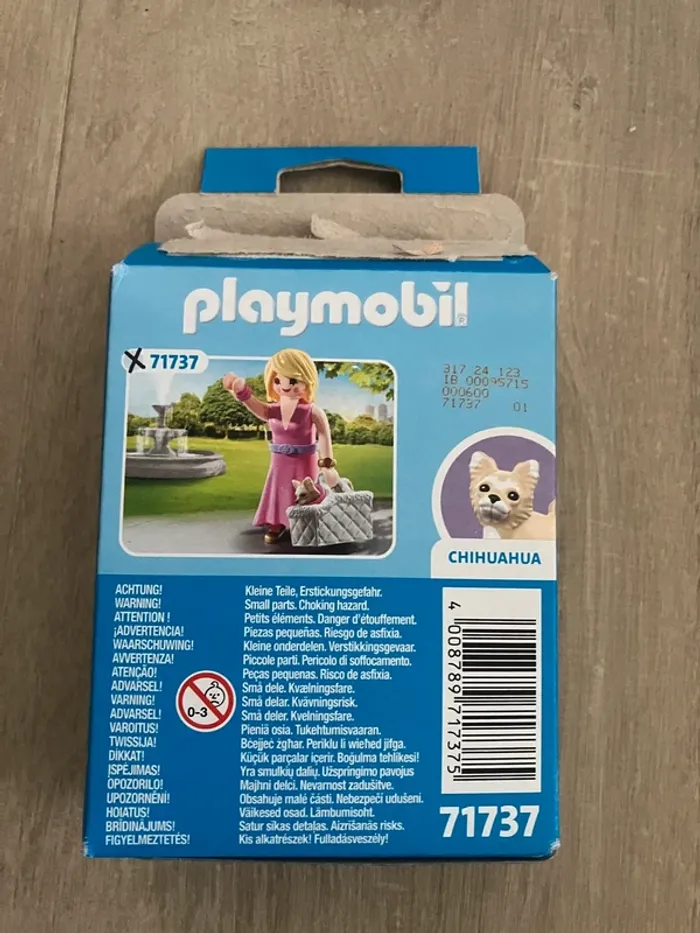 playmobil
71737
317 24 123
IB 00095715
000600
71737 01
CHIHUAHUA
ACHTUNG! Kleine Teile, Erstickungsgefahr.
WARNING! Small parts. Choking hazard.
ATTENTION ! Petits éléments. Danger d'étouffement.
¡ADVERTENCIA! Piezas pequeñas. Riesgo de asfixia.
WAARSCHUWING! Kleine onderdelen. Verstikkingsgevaar.
AVVERTENZA! Piccole parti. Pericolo di soffocamento.
ATENÇÃO! Peças pequenas. Risco de asfixia.
ADVARSEL! Små dele. Kvælningsfare.
VARNING! Små delar. Kvävningsrisk.
ADVARSEL! Små deler. Kvelningsfare.
VAROITUS! Pieniä osia. Tukehtumisvaaran.
TWISSIJA! Bċejjeċ żgħar. Periklu li wieħed jifga.
DİKKAT! Küçük parçalar içerir. Boğulma tehlikesi!
ĮSPĖJIMAS! Yra smulkių dalių. Užspringimo pavojus
OPOZORILO! Majhni delci. Nevarnost zadušitve.
UPOZORNĚNÍ! Obsahuje malé části. Nebezpečí udušení.
HOIATUS! Väikesed osad. Lämbumisoht.
BRĪDINĀJUMS! Satur sīkas detaļas. Aizrīšanās risks.
FIGYELMEZTETÉS! Kis alkatrészek! Fulladásveszély!
0-3
4 008789 717375
71737